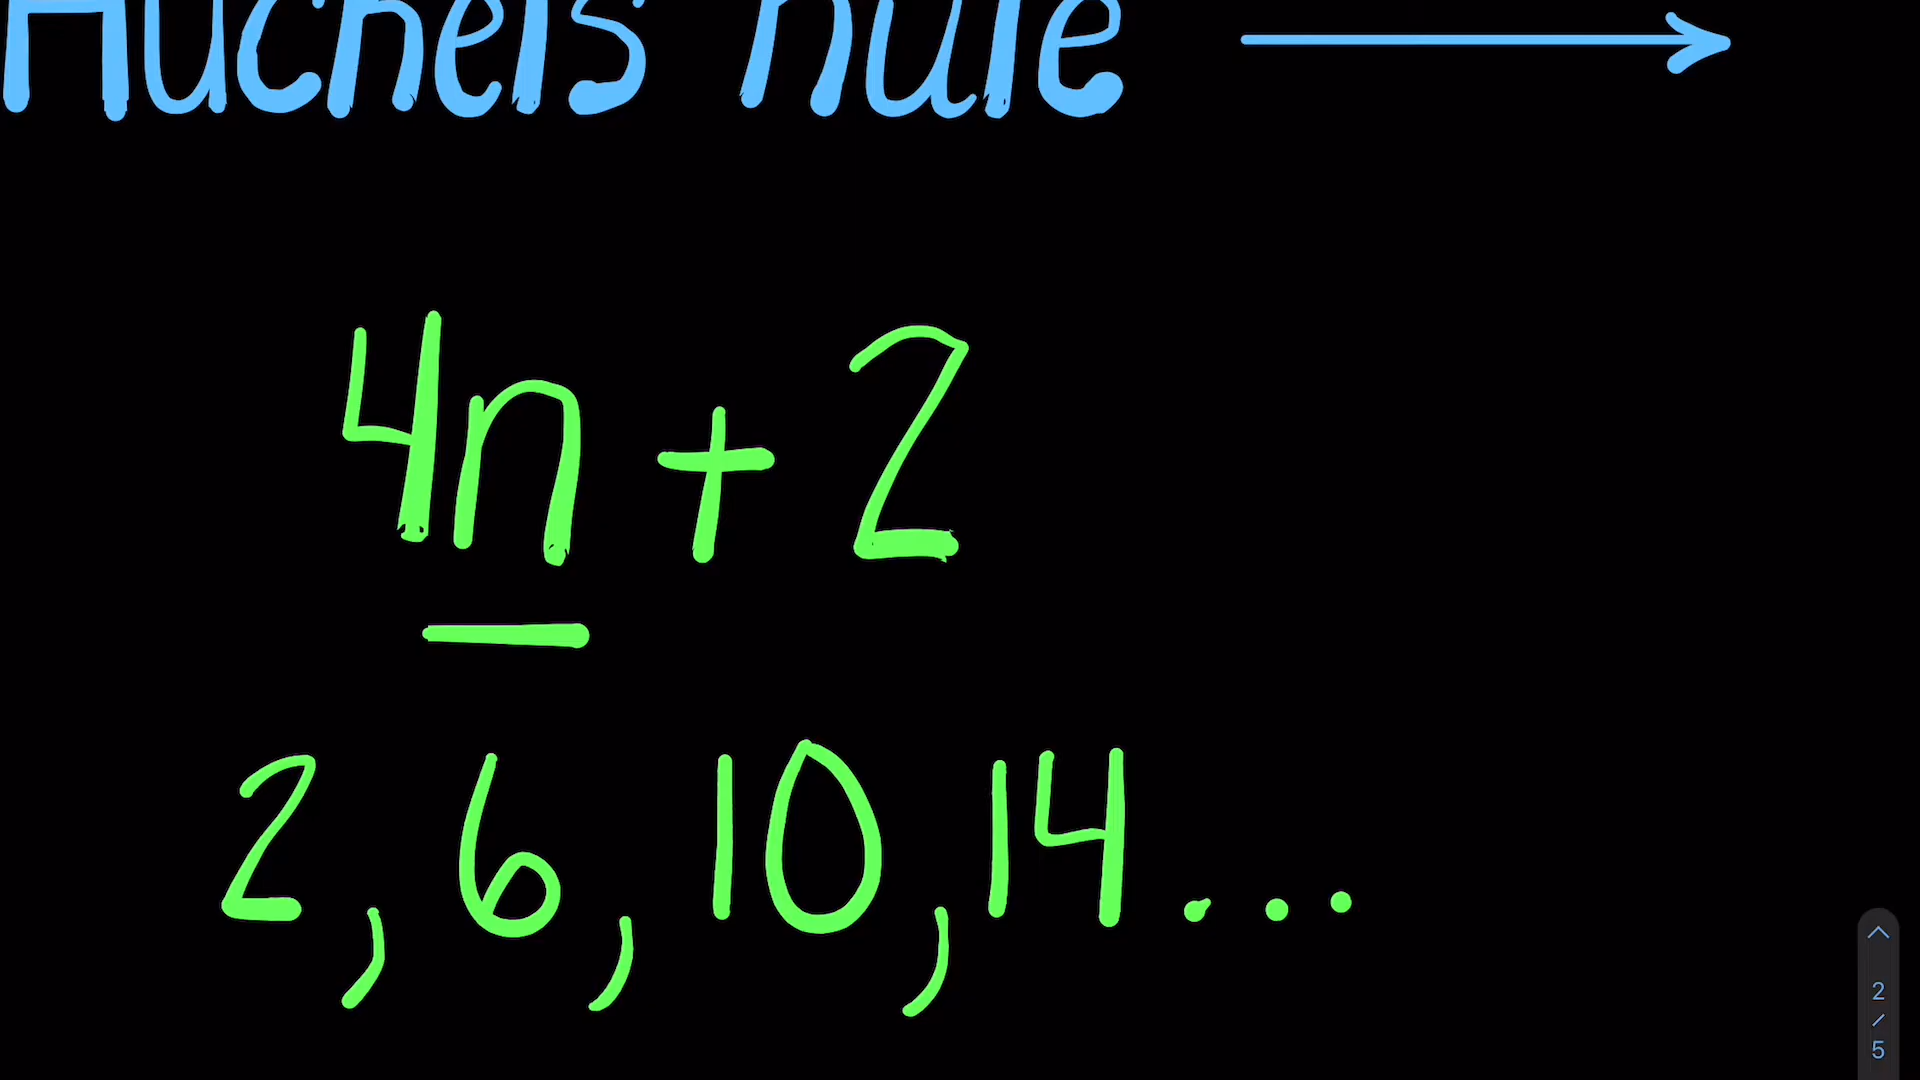 Huckels rule →
4n + 2
2, 6, 10, 14...
2
/
5